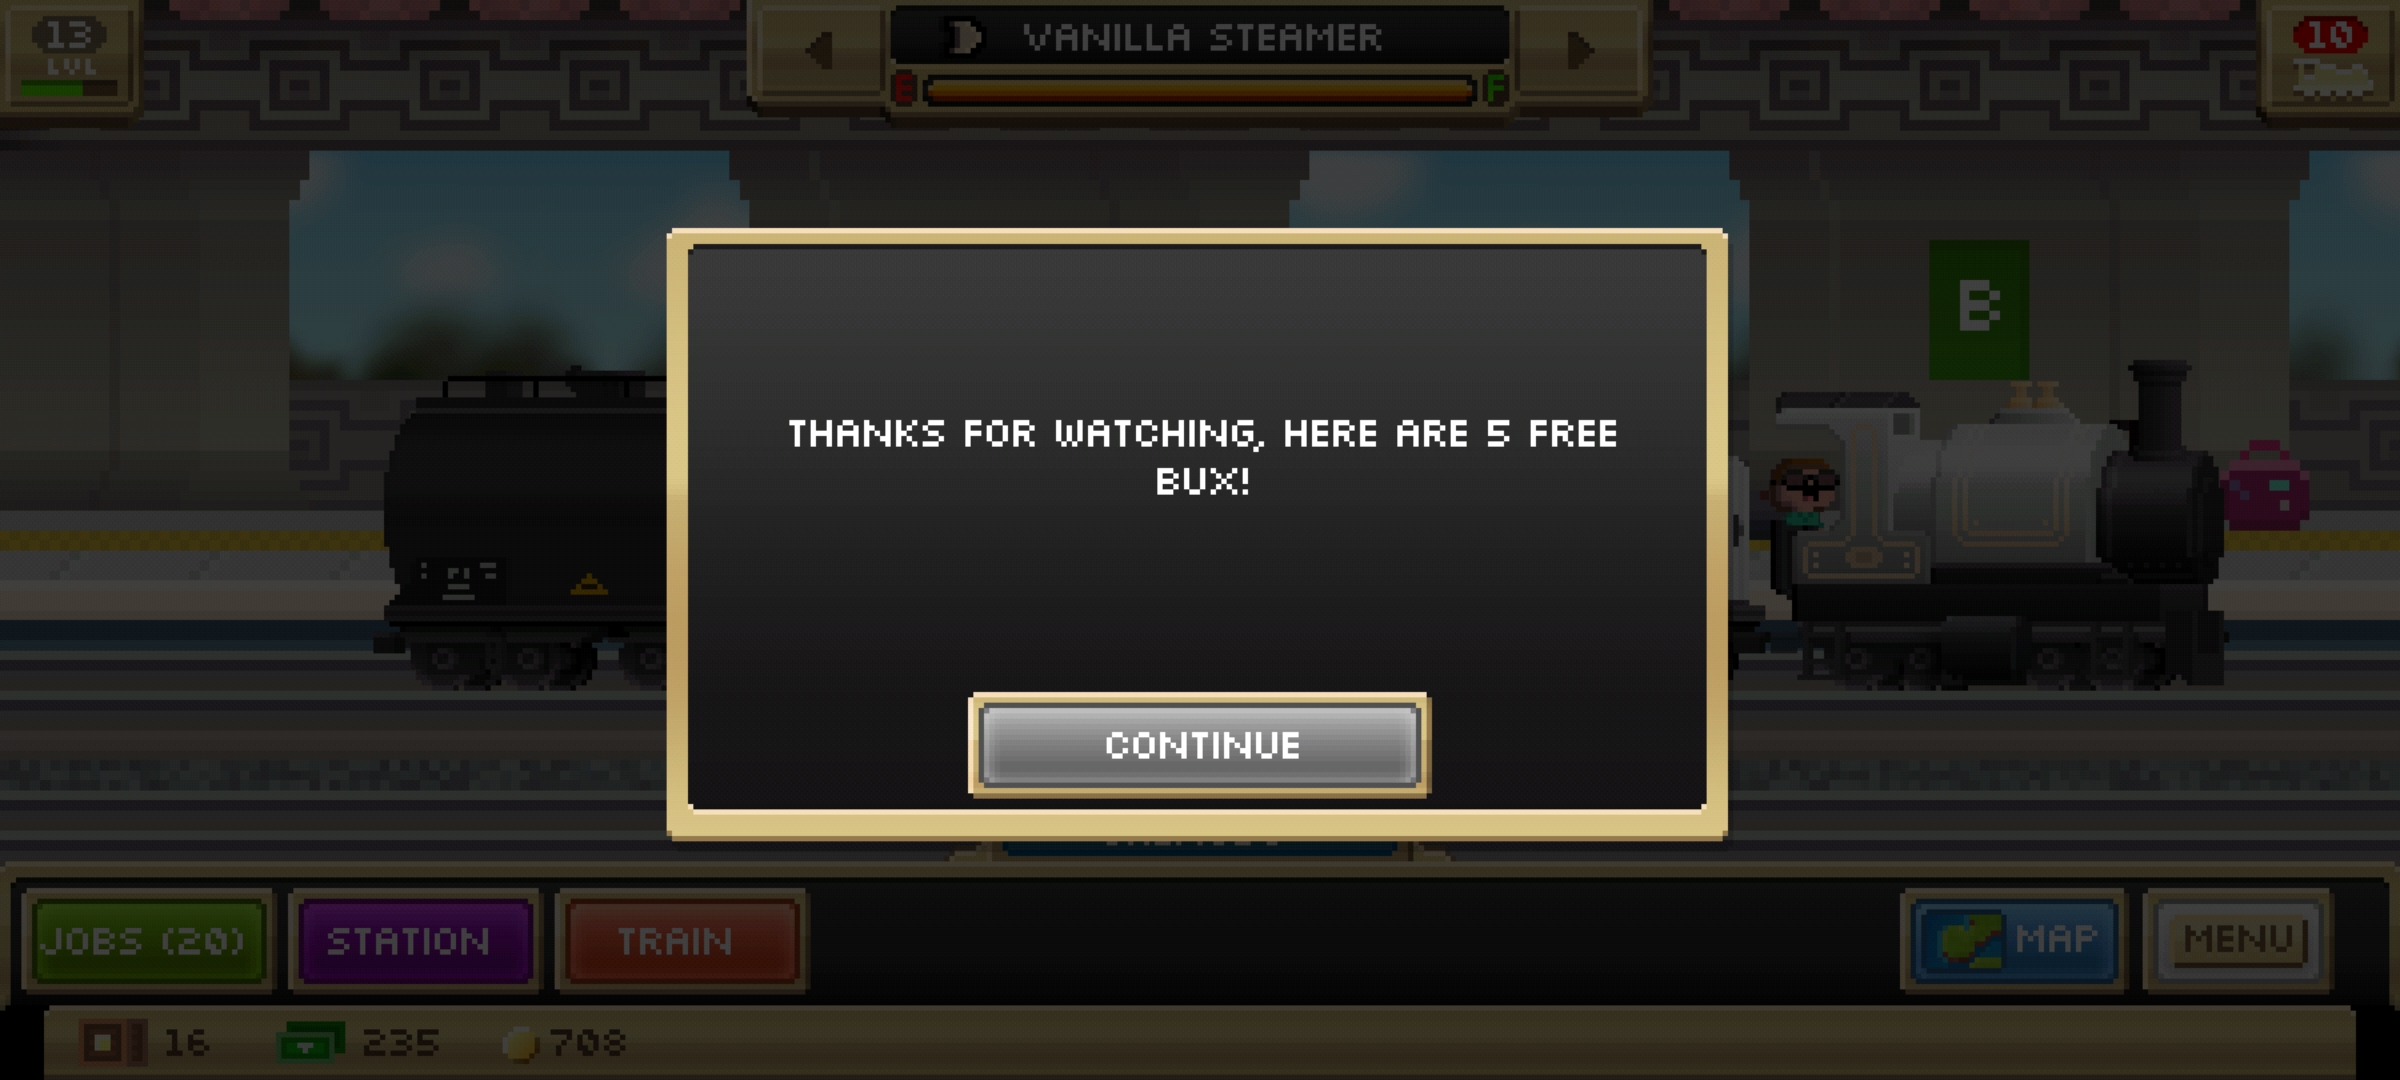 13
LVL
VANILLA STEAMER
E
F
10
B
THANKS FOR WATCHING, HERE ARE 5 FREE
BUX!
CONTINUE
JOBS (20)
STATION
TRAIN
MAP
MENU
16
235
708